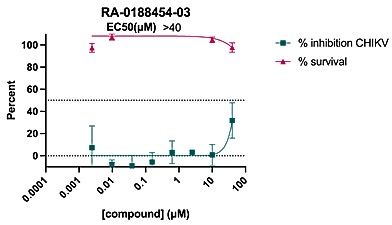 RA-0188454-03
EC50(µM) >40
100
80
60
40
20
0
Percent
0.0001
0.001
0.01
0.1
1
10
100
[compound] (µM)
% inhibition CHIKV
% survival